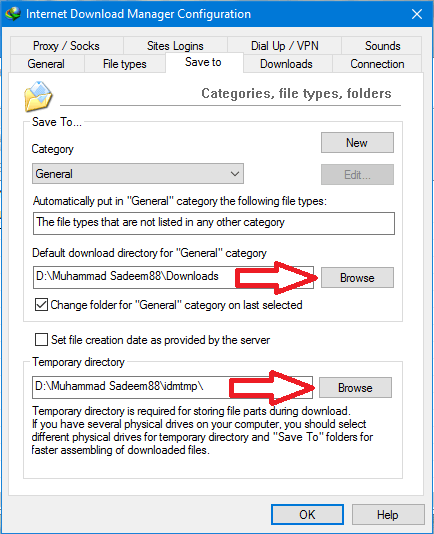 Internet Download Manager Configuration
Proxy / Socks Sites Logins Dial Up / VPN Sounds
General File types Save to Downloads Connection
Categories, file types, folders
Save To...
Category
New
General
Edit...
Automatically put in "General" category the following file types:
The file types that are not listed in any other category
Default download directory for "General" category
D:\Muhammad Sadeem88\Downloads
Browse
Change folder for "General" category on last selected
Set file creation date as provided by the server
Temporary directory
D:\Muhammad Sadeem88\idmtmp\
Browse
Temporary directory is required for storing file parts during download.
If you have several physical drives on your computer, you should select
different physical drives for temporary directory and "Save To" folders for
faster assembling of downloaded files.
OK Help